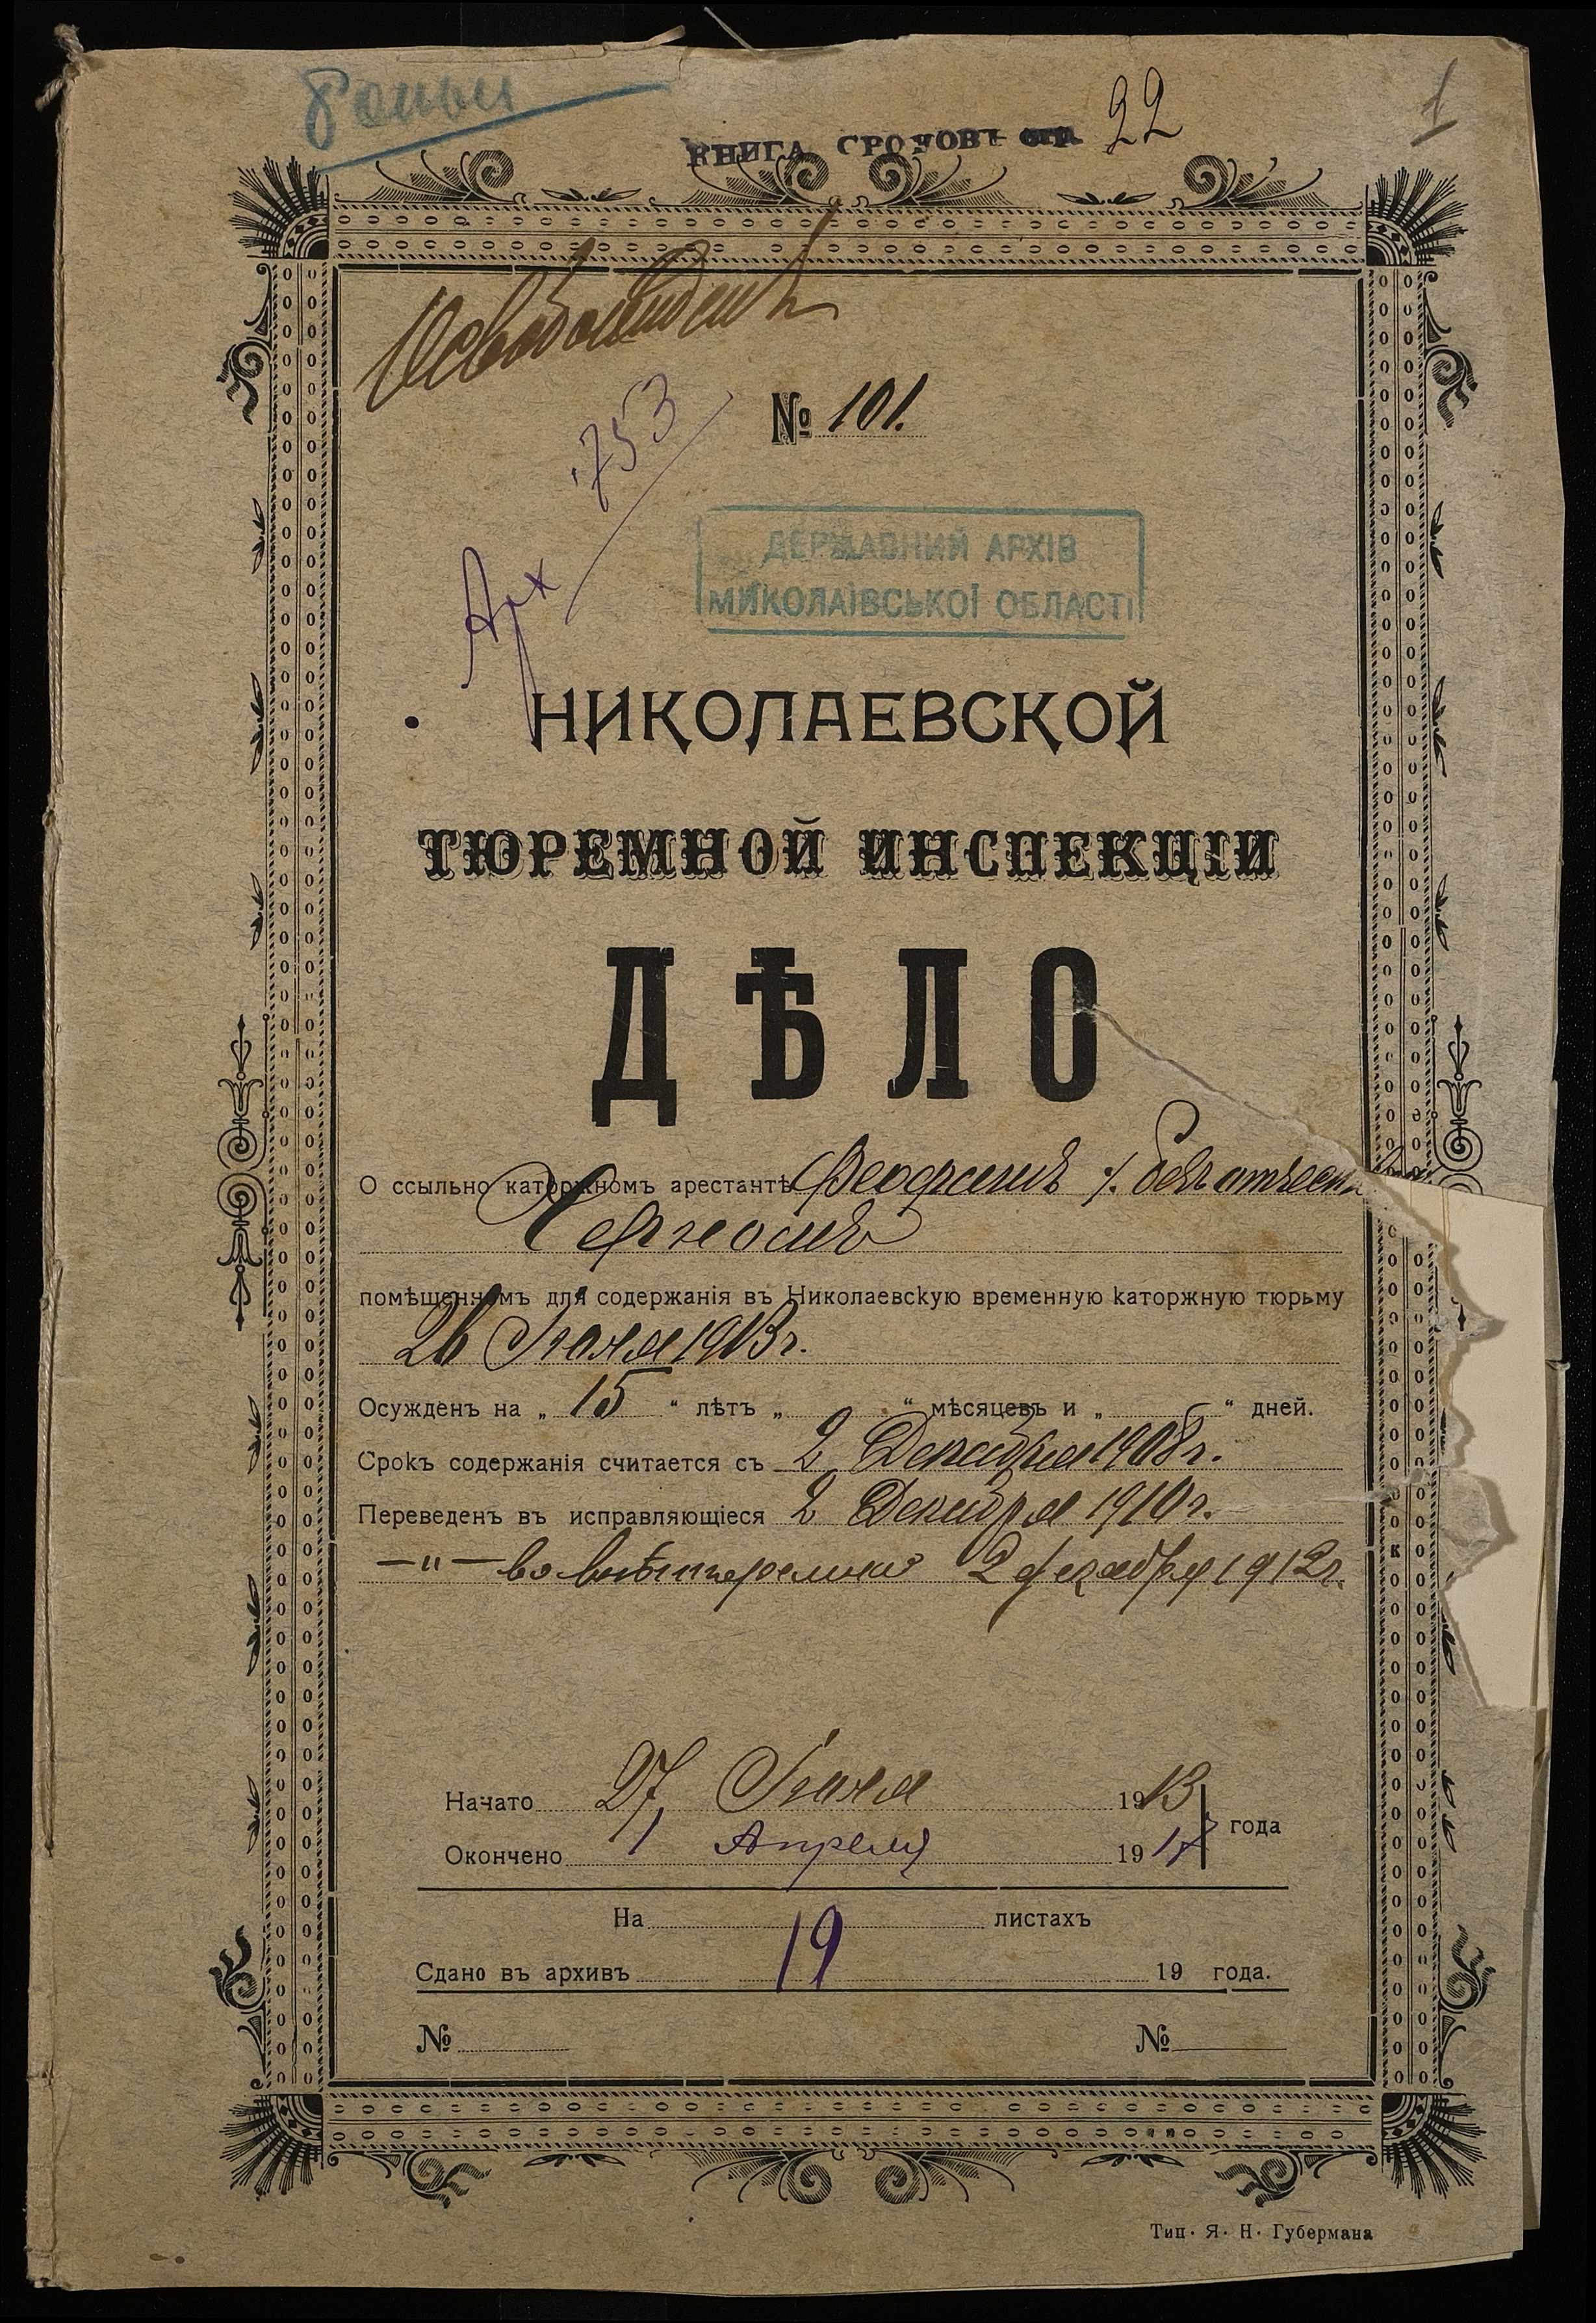 КНИГА СРОКОВЪ стр. 22
1
Освобожденъ
№ 101.
Арх 753
ДЕРЖАВНИЙ АРХІВ
МИКОЛАЇВСЬКОЇ ОБЛАСТІ
НИКОЛАЕВСКОЙ
ТЮРЕМНОЙ ИНСПЕКЦІИ
ДѢЛО
О ссыльно каторжномъ арестантѣ
помѣщенномъ для содержанія въ Николаевскую временную каторжную тюрьму
26 Іюля 1913 г.
Осужденъ на „ 15 “ лѣтъ „ “ мѣсяцевъ и „ “ дней.
Срокъ содержанія считается съ 2 Декабря 1908 г.
Переведенъ въ исправляющіеся 2 Декабря 1910 г.
—"— во внѣтюремный 2 декабря 1912 г.
Начато 27 Іюля 1913
года
Окончено 1 Апреля 1917
На 19 листахъ
Сдано въ архивъ 19 года.
№ №
Тип. Я. Н. Губермана